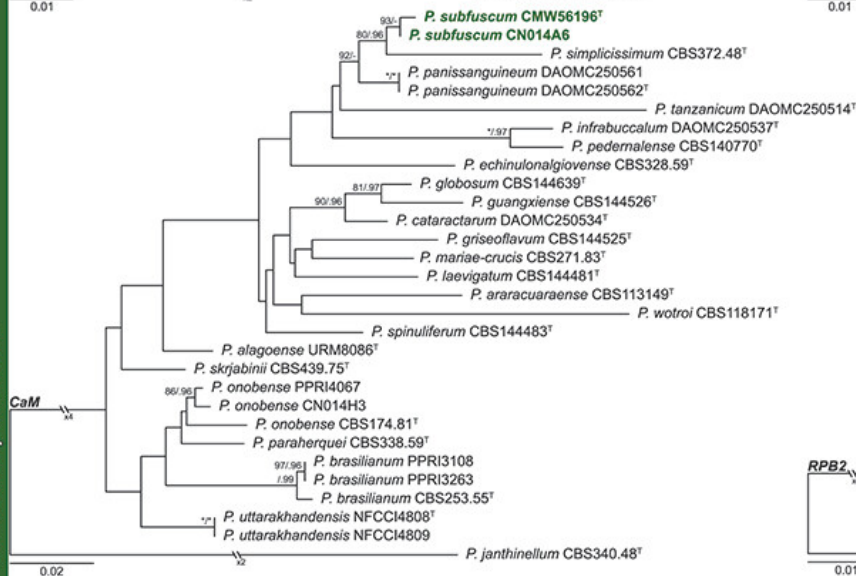 0.01
0.01
93/-
P. subfuscum CMW56196ᵀ
80/.96
P. subfuscum CN014A6
92/-
P. simplicissimum CBS372.48ᵀ
*/*
P. panissanguineum DAOMC250561
P. panissanguineum DAOMC250562ᵀ
P. tanzanicum DAOMC250514ᵀ
*/.97
P. infrabuccalum DAOMC250537ᵀ
P. pedernalense CBS140770ᵀ
P. echinulonalgiovense CBS328.59ᵀ
81/.97
P. globosum CBS144639ᵀ
90/.96
P. guangxiense CBS144526ᵀ
P. cataractarum DAOMC250534ᵀ
P. griseoflavum CBS144525ᵀ
P. mariae-crucis CBS271.83ᵀ
P. laevigatum CBS144481ᵀ
P. araracuaraense CBS113149ᵀ
P. wotroi CBS118171ᵀ
P. spinuliferum CBS144483ᵀ
P. alagoense URM8086ᵀ
P. skrjabinii CBS439.75ᵀ
86/.96
P. onobense PPRI4067
CaM
x4
P. onobense CN014H3
P. onobense CBS174.81ᵀ
P. paraherquei CBS338.59ᵀ
97/.96
P. brasilianum PPRI3108
/.99
P. brasilianum PPRI3263
P. brasilianum CBS253.55ᵀ
*/*
P. uttarakhandensis NFCCI4808ᵀ
P. uttarakhandensis NFCCI4809
x2
P. janthinellum CBS340.48ᵀ
0.02
RPB2
0.01